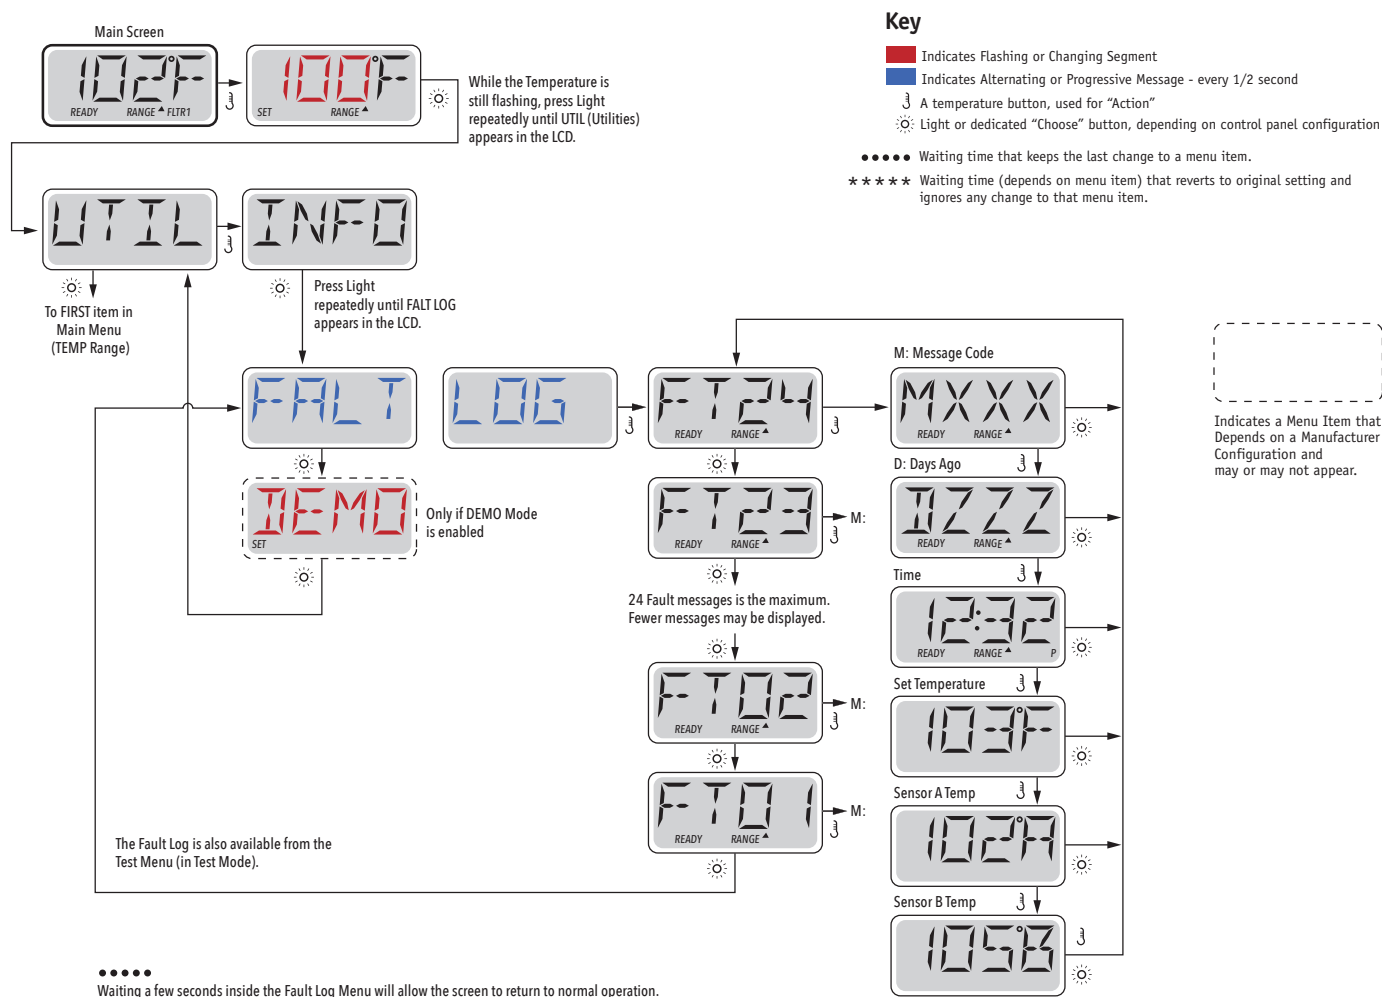 Main Screen
102°F
READY RANGE FLTR1
100°F
SET RANGE
While the Temperature is
still flashing, press Light
repeatedly until UTIL (Utilities)
appears in the LCD.
Key
Indicates Flashing or Changing Segment
Indicates Alternating or Progressive Message - every 1/2 second
A temperature button, used for “Action”
Light or dedicated “Choose” button, depending on control panel configuration
Waiting time that keeps the last change to a menu item.
***** Waiting time (depends on menu item) that reverts to original setting and
ignores any change to that menu item.
UTIL
INFO
To FIRST item in
Main Menu
(TEMP Range)
Press Light
repeatedly until FALT LOG
appears in the LCD.
FALT
LOG
FT24
READY RANGE
M: Message Code
MXXX
READY RANGE
Indicates a Menu Item that
Depends on a Manufacturer
Configuration and
may or may not appear.
DEMO
SET
Only if DEMO Mode
is enabled
FT23
READY RANGE
M:
D: Days Ago
DZZZ
READY RANGE
24 Fault messages is the maximum.
Fewer messages may be displayed.
Time
12:32
READY RANGE P
FT02
READY RANGE
M:
Set Temperature
103°F
FT01
READY RANGE
M:
Sensor A Temp
102°A
Sensor B Temp
105°B
The Fault Log is also available from the
Test Menu (in Test Mode).
Waiting a few seconds inside the Fault Log Menu will allow the screen to return to normal operation.